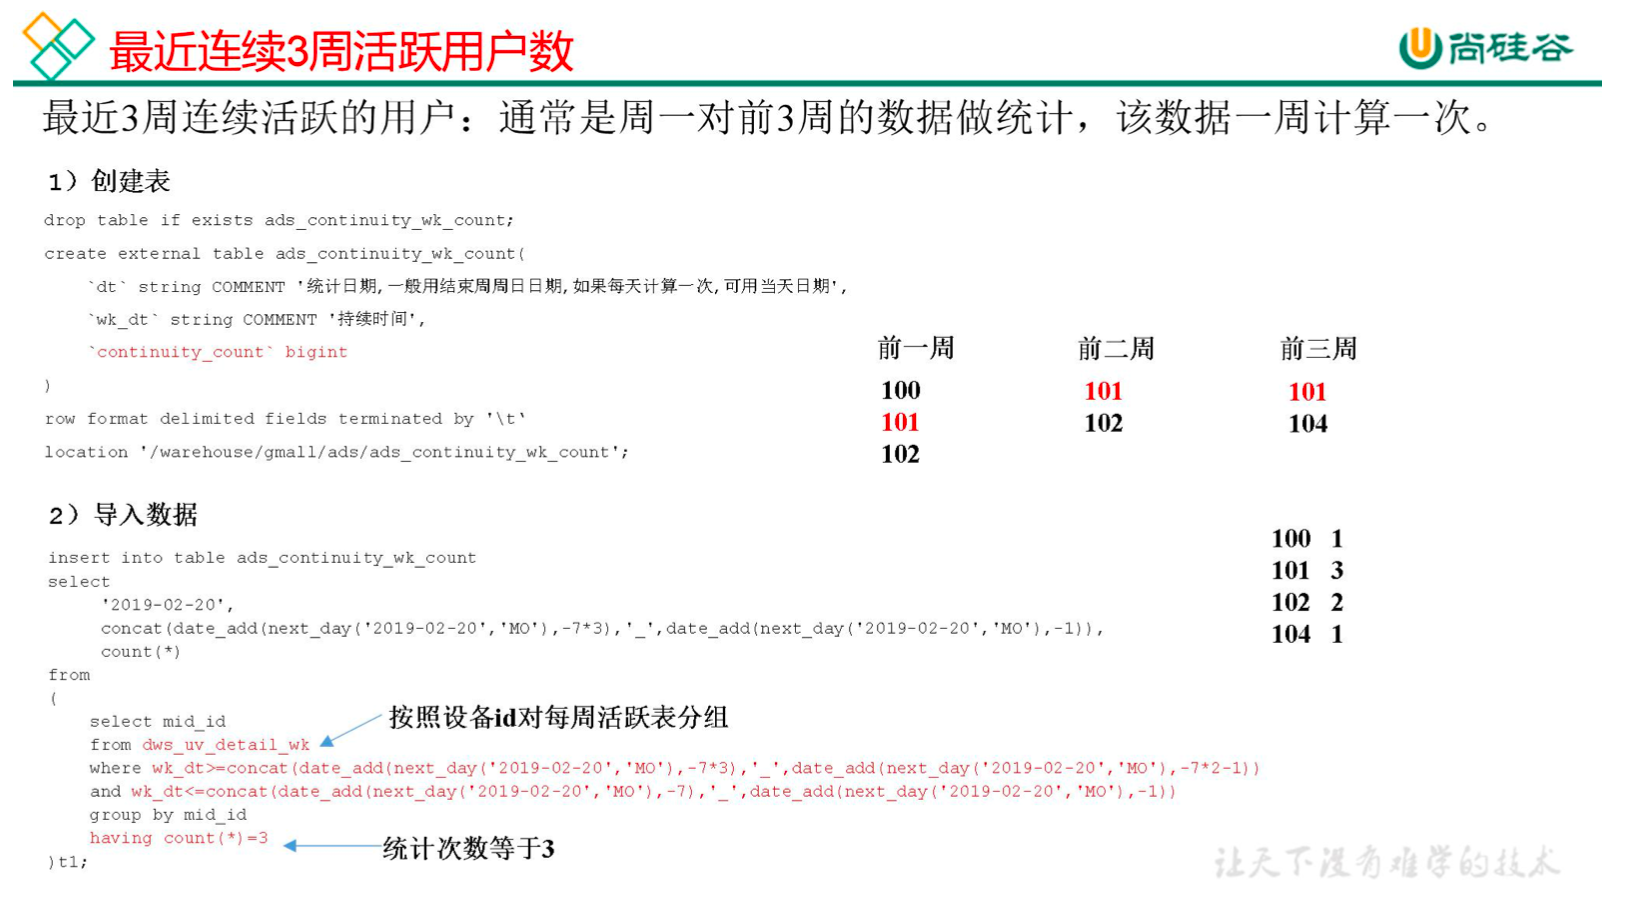 最近连续3周活跃用户数
尚硅谷
最近3周连续活跃的用户：通常是周一对前3周的数据做统计，该数据一周计算一次。
1）创建表
drop table if exists ads_continuity_wk_count;
create external table ads_continuity_wk_count(
`dt` string COMMENT '统计日期,一般用结束周周日日期,如果每天计算一次,可用当天日期',
`wk_dt` string COMMENT '持续时间',
`continuity_count` bigint
)
row format delimited fields terminated by '\t'
location '/warehouse/gmall/ads/ads_continuity_wk_count';
前一周 前二周 前三周
100 101 101
101 102 104
102
2）导入数据
insert into table ads_continuity_wk_count
select
'2019-02-20',
concat(date_add(next_day('2019-02-20','MO'),-7*3),'_',date_add(next_day('2019-02-20','MO'),-1)),
count(*)
from
(
select mid_id
from dws_uv_detail_wk
where wk_dt>=concat(date_add(next_day('2019-02-20','MO'),-7*3),'_',date_add(next_day('2019-02-20','MO'),-7*2-1))
and wk_dt<=concat(date_add(next_day('2019-02-20','MO'),-7),'_',date_add(next_day('2019-02-20','MO'),-1))
group by mid_id
having count(*)=3
)t1;
100 1
101 3
102 2
104 1
按照设备id对每周活跃表分组
统计次数等于3
让天下没有难学的技术